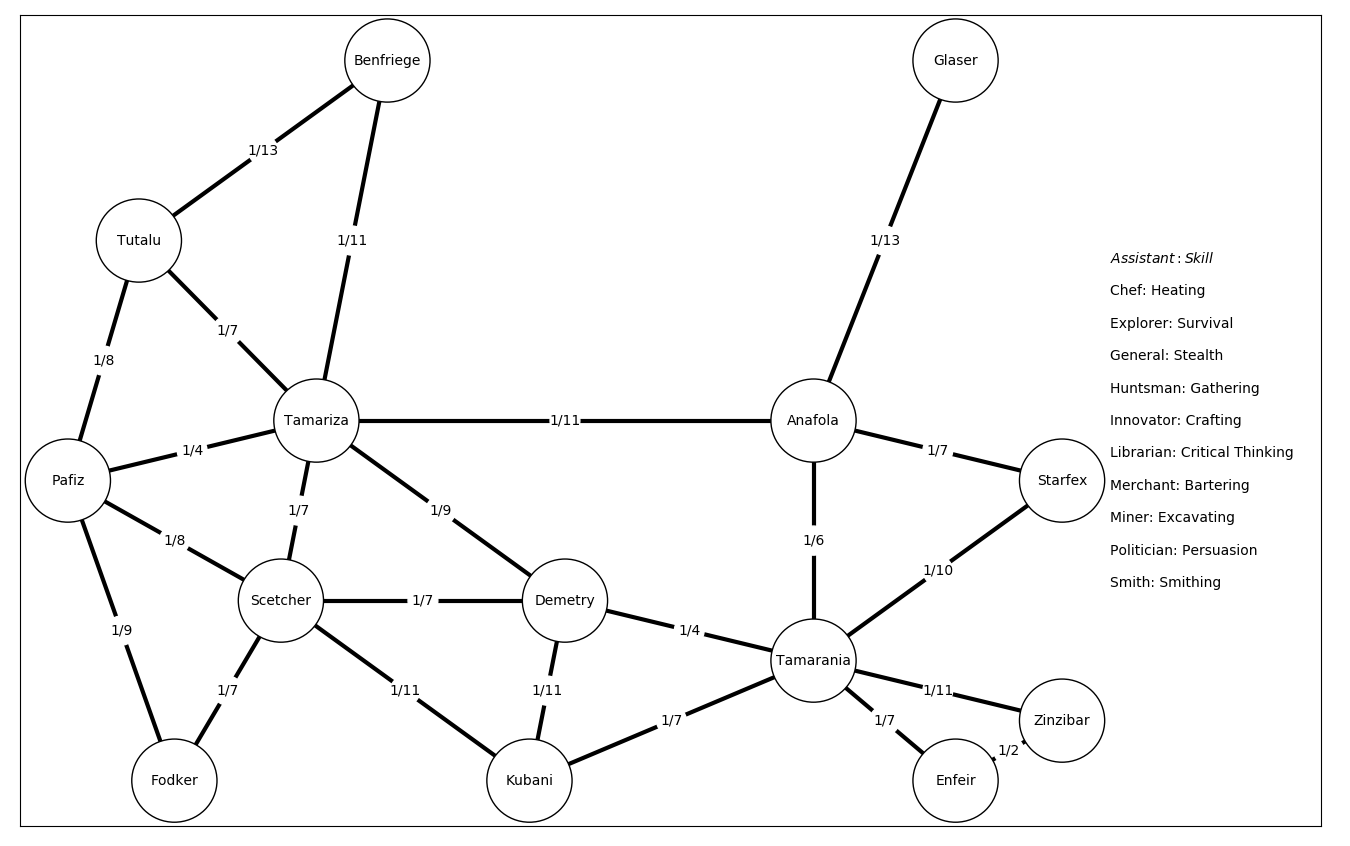 Benfriege
Glaser
1/13
Tutalu
1/11
1/13
Assistant : Skill
Chef: Heating
Explorer: Survival
1/7
General: Stealth
1/8
Huntsman: Gathering
Tamariza
1/11
Anafola
Innovator: Crafting
1/4
1/7
Librarian: Critical Thinking
Pafiz
Starfex
Merchant: Bartering
1/7
1/9
Miner: Excavating
1/8
1/6
Politician: Persuasion
1/10
Smith: Smithing
Scetcher
1/7
Demetry
1/9
1/4
Tamarania
1/7
1/11
1/11
1/11
1/7
1/7
Zinzibar
1/2
Fodker
Kubani
Enfeir